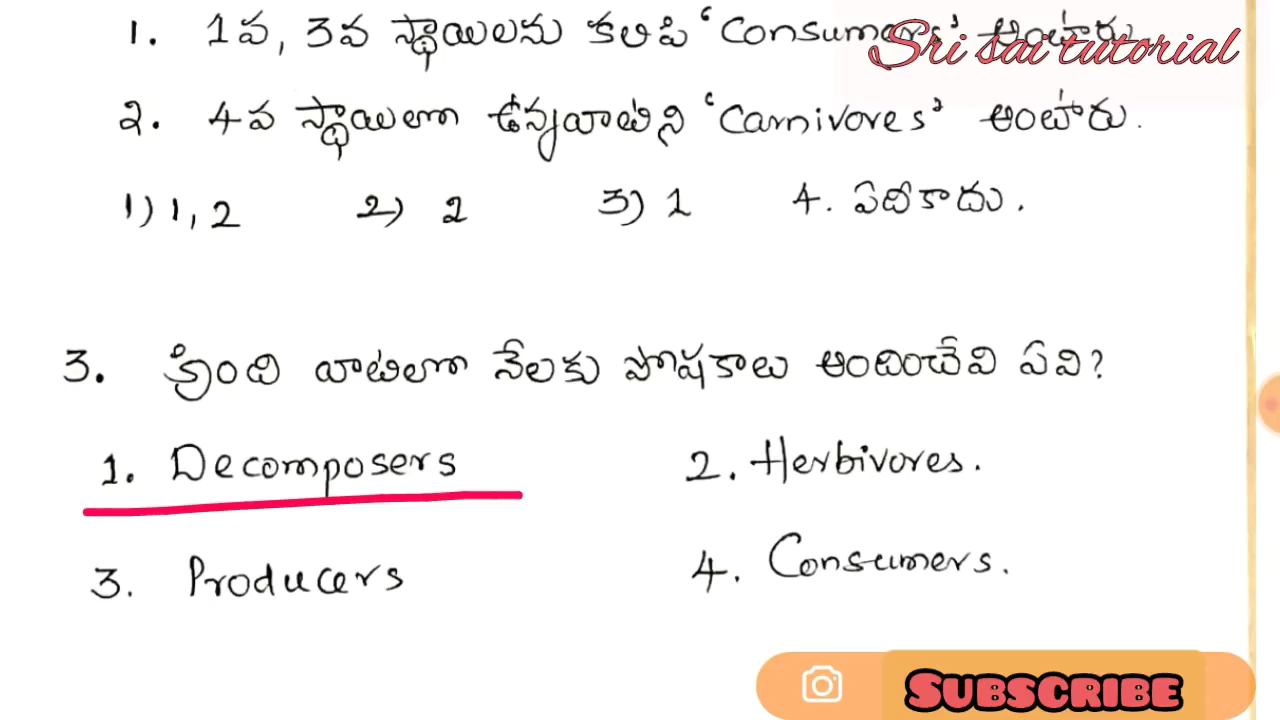 1. 1వ, 3వ స్థాయిలను కలిపి ‘Consumers’ అంటారు.
Sri sai tutorial
2. 4వ స్థాయిలో ఉన్నవాటిని ‘Carnivores’ అంటారు.
1) 1, 2 2) 2 3) 1 4. ఏదీకాదు.
3. క్రింది వాటిలో నేలకు పోషకాలు అందించేవి ఏవి?
1. Decomposers 2. Herbivores.
3. Producers 4. Consumers.
SUBSCRIBE